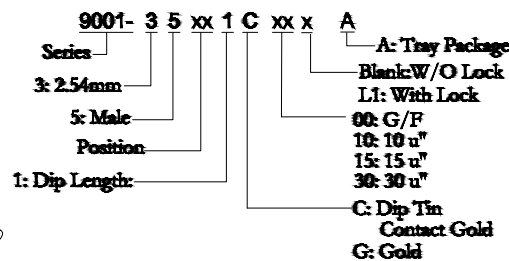 9001- 3 5 xx 1 C xx x A
Series
3: 2.54mm
5: Male
Position
1: Dip Length:
A: Tray Package
Blank:W/O Lock
L1: With Lock
00: G/F
10: 10 u"
15: 15 u"
30: 30 u"
C: Dip Tin
Contact Gold
G: Gold